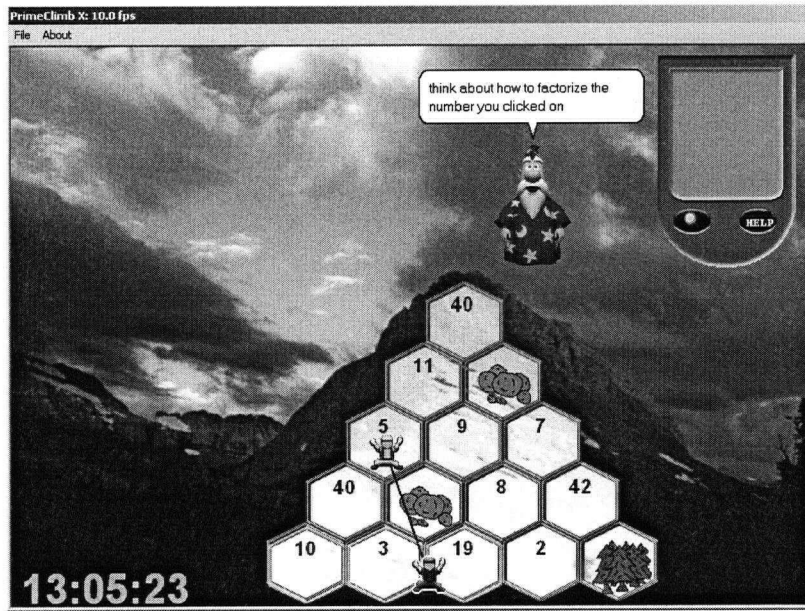 PrimeClimb X: 10.0 fps
File About
think about how to factorize the
number you clicked on
HELP
40
11
5 9 7
40 8 42
10 3 19 2
13:05:23